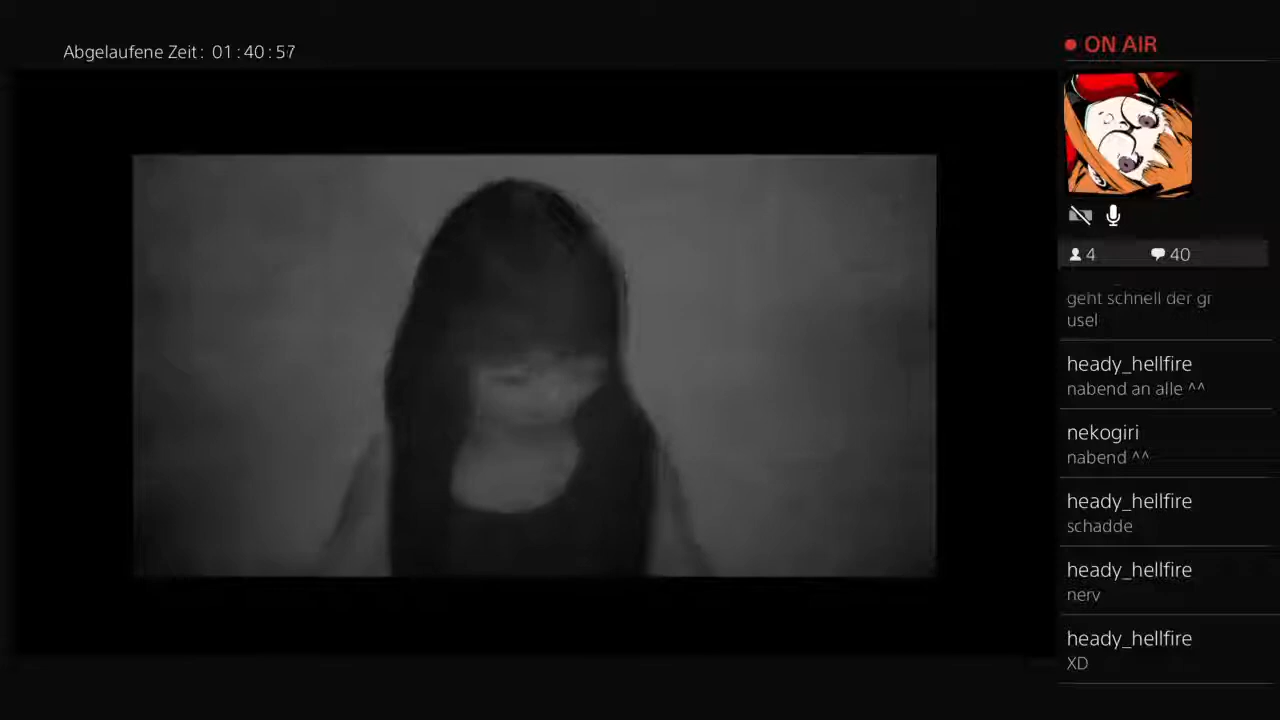 Abgelaufene Zeit: 01:40:57
ON AIR
4
40
geht schnell der gr
usel
heady_hellfire
nabend an alle ^^
nekogiri
nabend ^^
heady_hellfire
schadde
heady_hellfire
nerv
heady_hellfire
XD